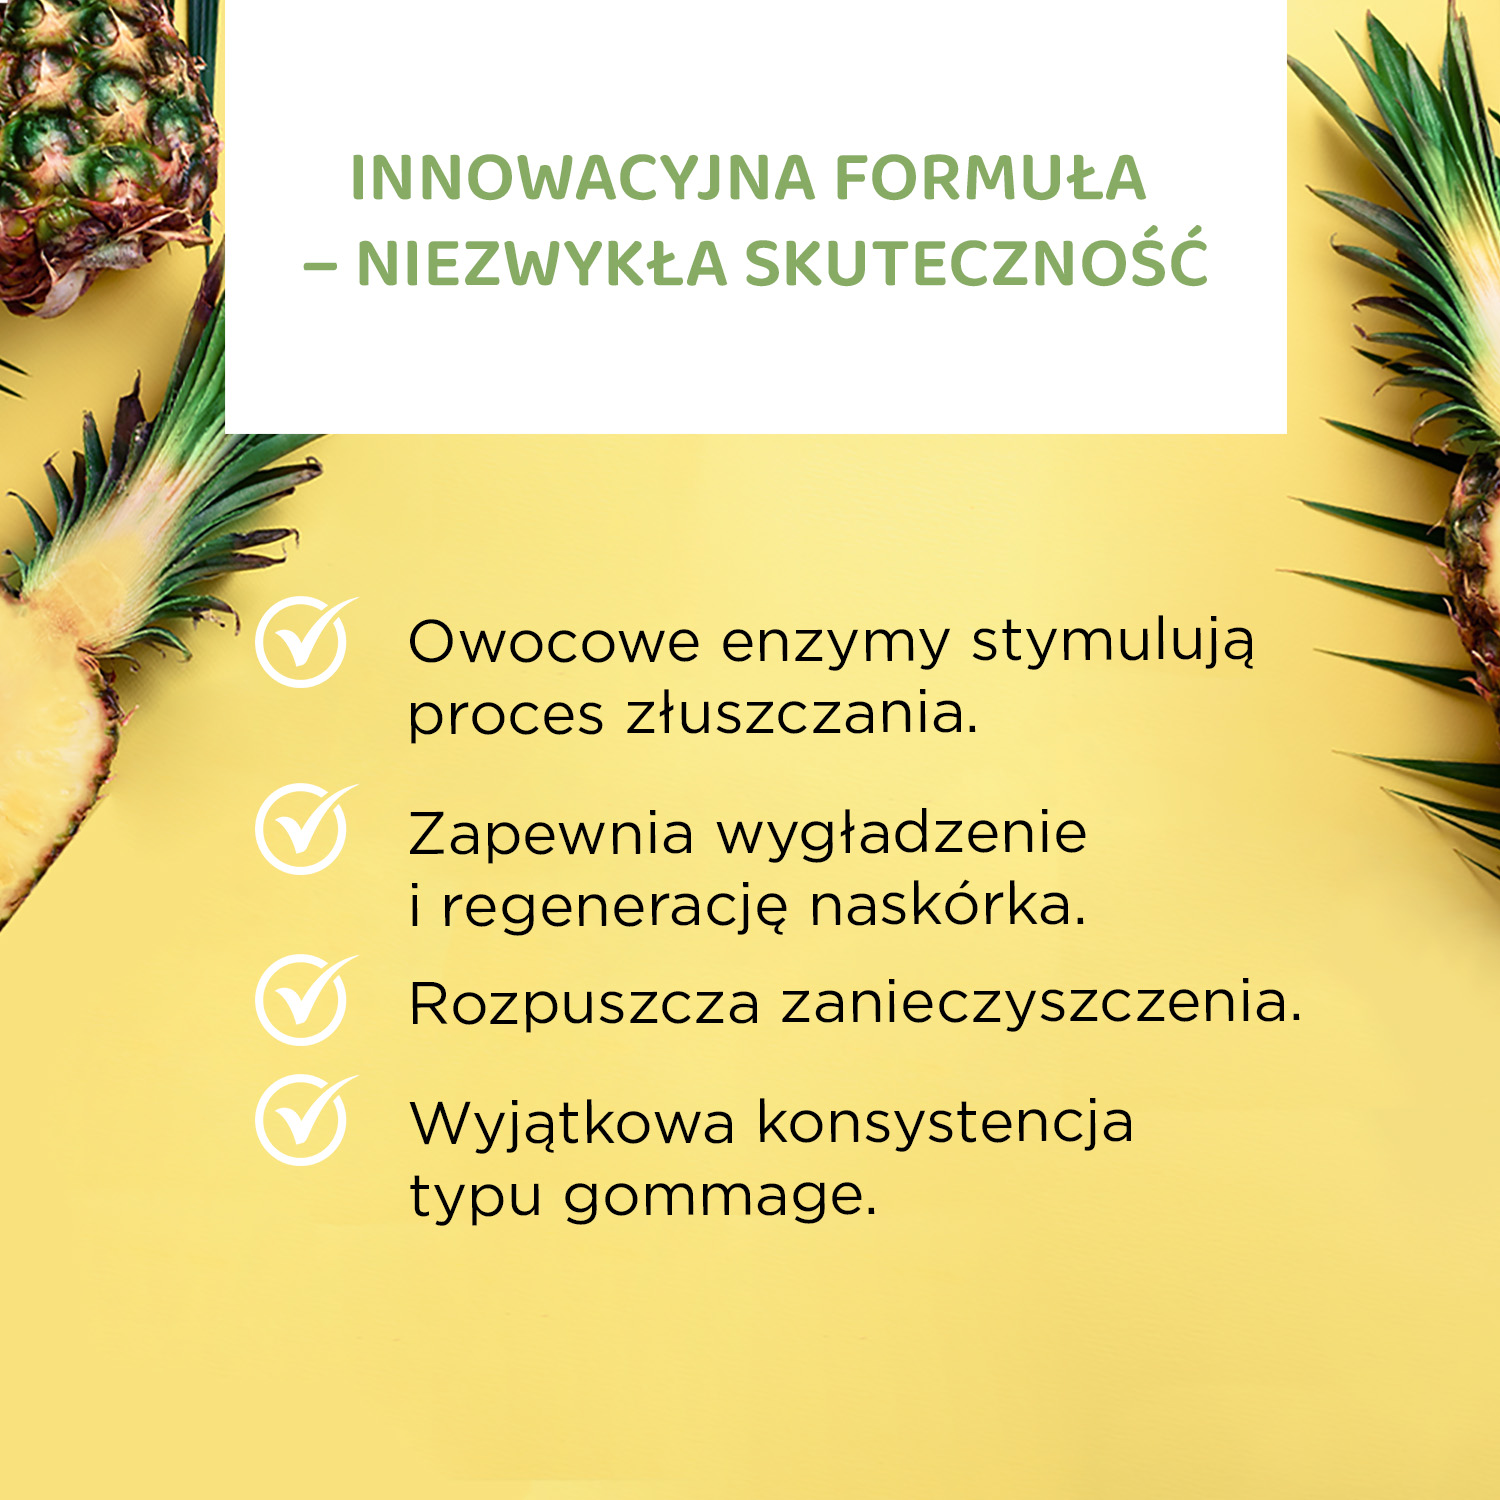 INNOWACYJNA FORMUŁA
– NIEZWYKŁA SKUTECZNOŚĆ
Owocowe enzymy stymulują
proces złuszczania.
Zapewnia wygładzenie
i regenerację naskórka.
Rozpuszcza zanieczyszczenia.
Wyjątkowa konsystencja
typu gommage.